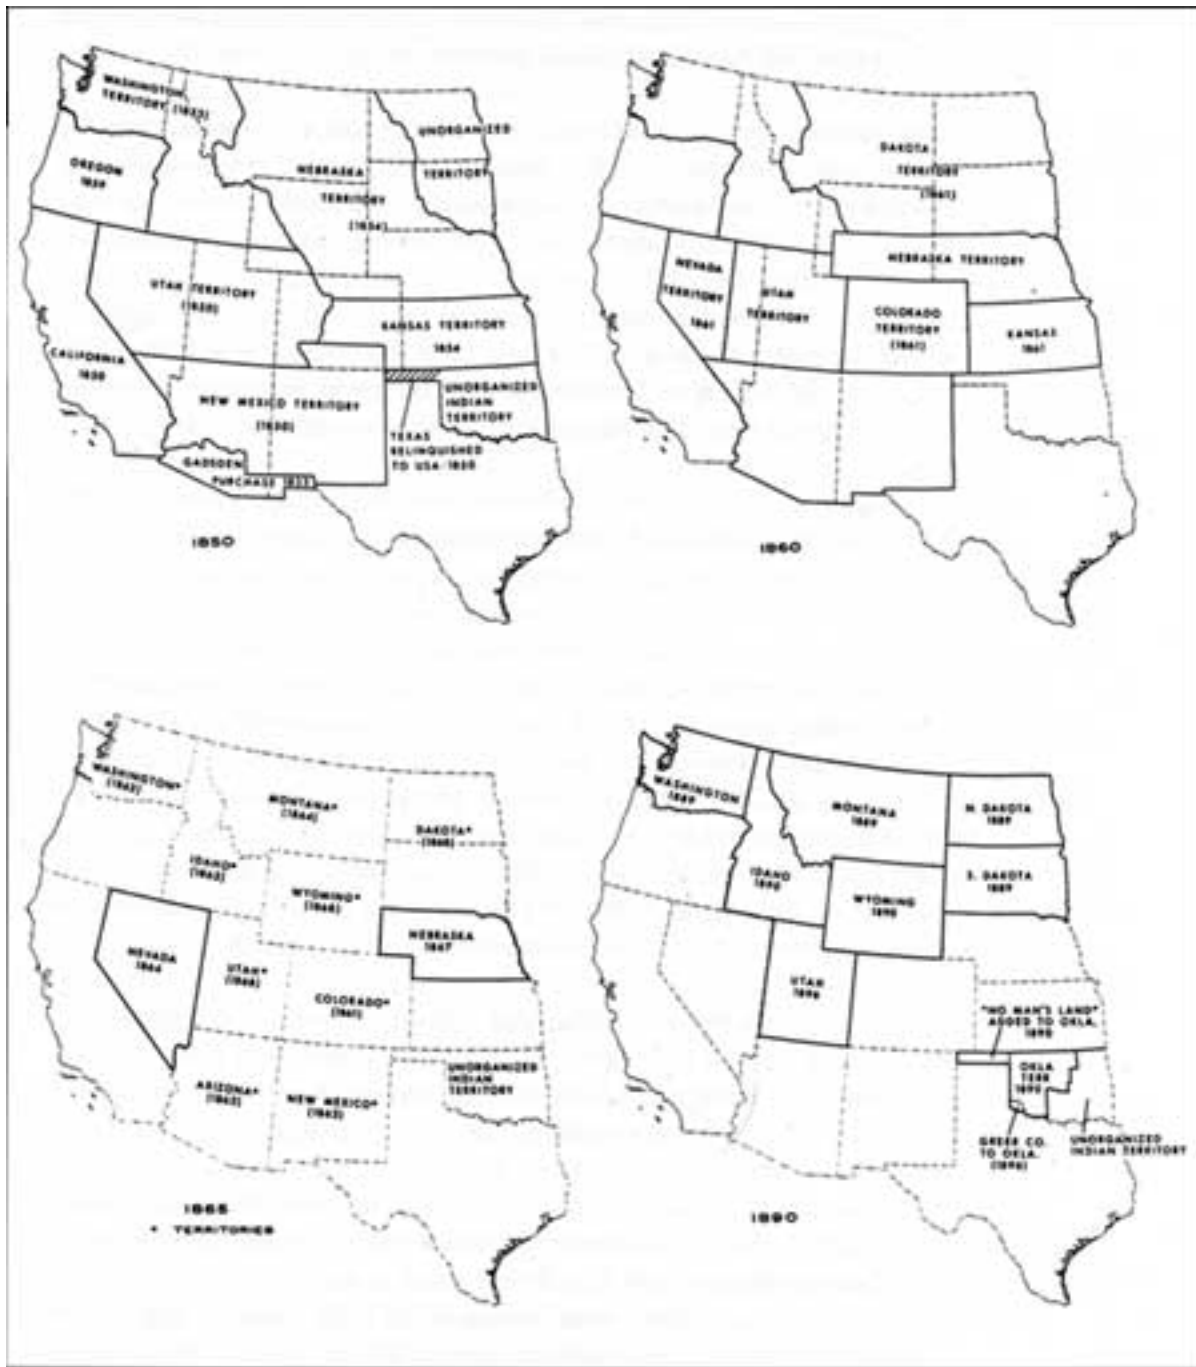 WASHINGTON
TERRITORY (1853)
UNORGANIZED
TERRITORY
OREGON
1859
NEBRASKA
TERRITORY
(1854)
UTAH TERRITORY
(1850)
KANSAS TERRITORY
1854
CALIFORNIA
1850
NEW MEXICO TERRITORY
(1850)
UNORGANIZED
INDIAN
TERRITORY
TEXAS
RELINQUISHED
TO USA 1850
GADSDEN
PURCHASE 1853
1850
DAKOTA
TERRITORY
(1861)
NEBRASKA TERRITORY
NEVADA
TERRITORY
1861
UTAH
TERRITORY
COLORADO
TERRITORY
(1861)
KANSAS
1861
1860
WASHINGTON*
(1863)
MONTANA*
(1864)
DAKOTA*
(1868)
IDAHO*
(1863)
WYOMING*
(1868)
NEVADA
1864
NEBRASKA
1867
UTAH*
(1868)
COLORADO*
(1861)
ARIZONA*
(1863)
NEW MEXICO*
(1863)
UNORGANIZED
INDIAN
TERRITORY
1865
* TERRITORIES
WASHINGTON
1889
MONTANA
1889
N. DAKOTA
1889
IDAHO
1890
S. DAKOTA
1889
WYOMING
1890
UTAH
1896
"NO MAN'S LAND"
ADDED TO OKLA.
1890
OKLA
TERR
1890
GREER CO.
TO OKLA.
(1896)
UNORGANIZED
INDIAN TERRITORY
1890